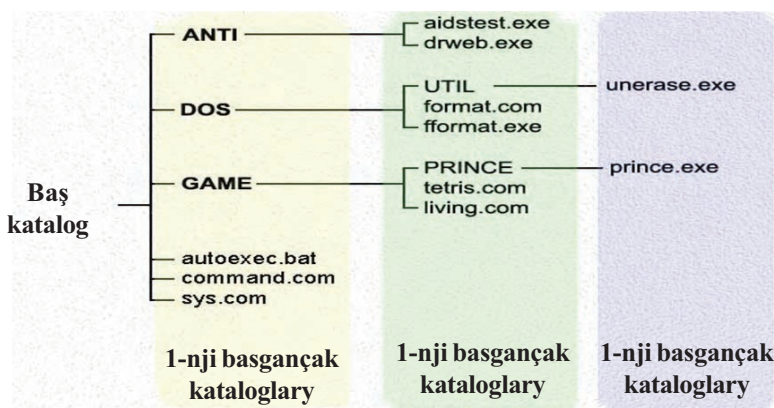 ANTI
aidstest.exe
drweb.exe
DOS
UTIL
unerase.exe
format.com
fformat.exe
GAME
PRINCE
prince.exe
tetris.com
living.com
Baş
katalog
autoexec.bat
command.com
sys.com
1-nji basgançak
kataloglary
1-nji basgançak
kataloglary
1-nji basgançak
kataloglary